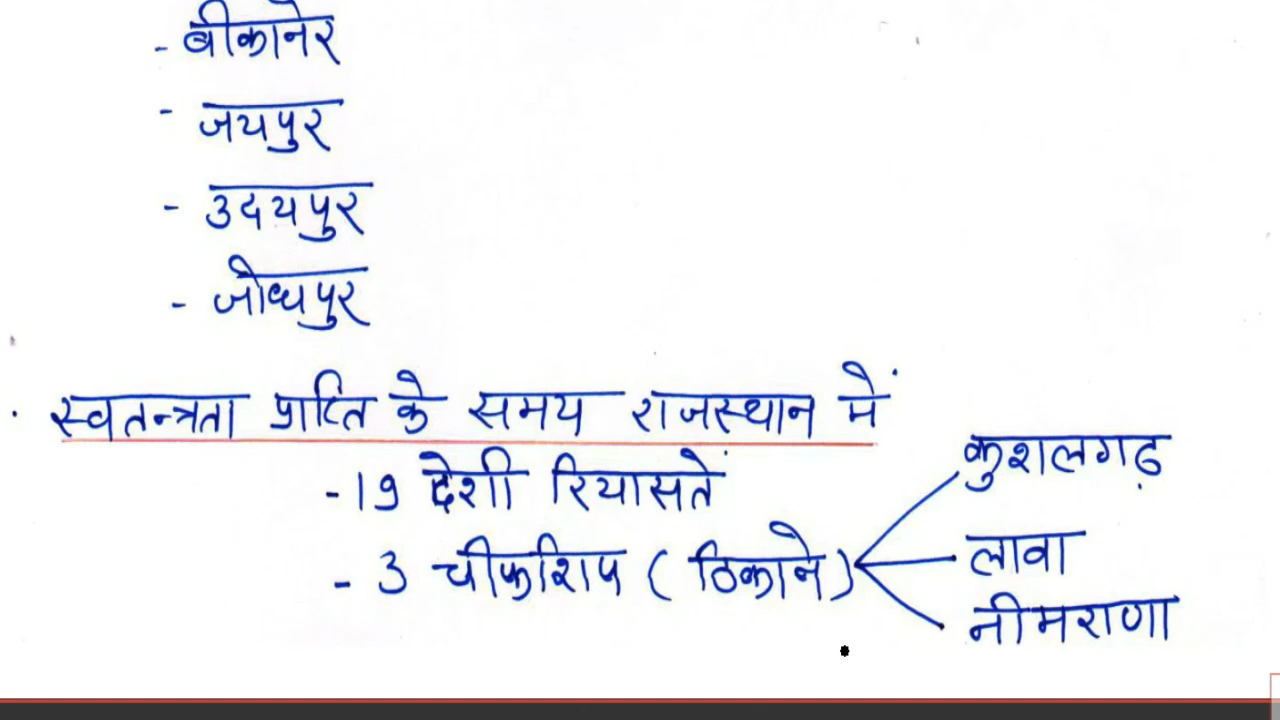 - बीकानेर
- जयपुर
- उदयपुर
- जोधपुर
. स्वतन्त्रता प्राप्ति के समय राजस्थान में
- 19 देशी रियासतें
- 3 चीफशिप (ठिकाने)
कुशलगढ़
लावा
नीमराणा